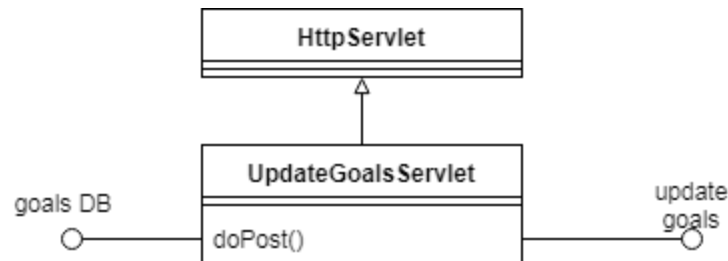 HttpServlet
UpdateGoalsServlet
goals DB
doPost()
update
goals